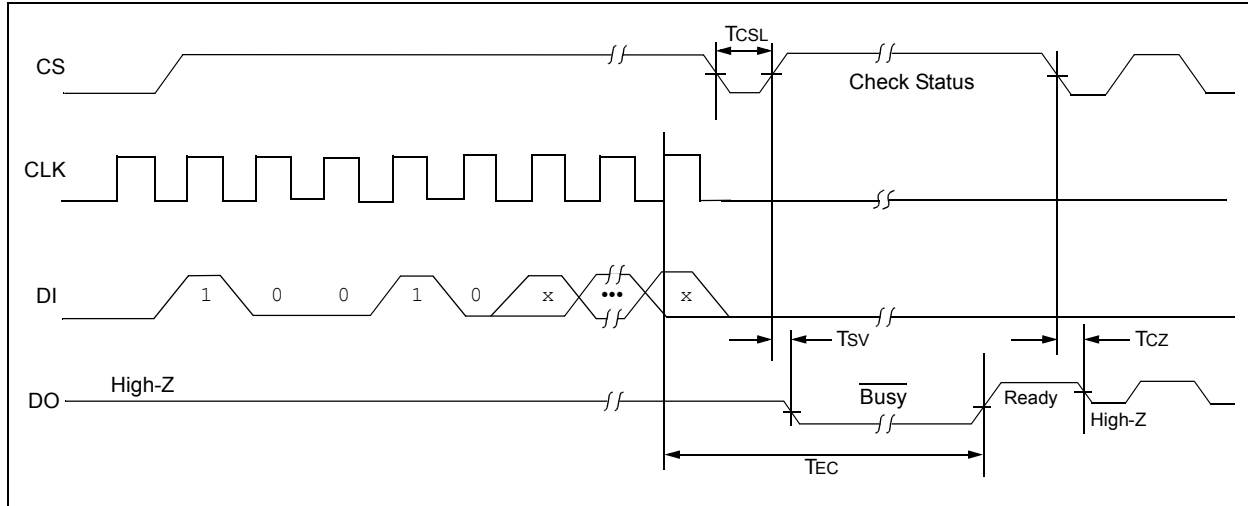 TCSL
CS
Check Status
CLK
DI 1 0 0 1 0 x ••• x
TSV
TCZ
High-Z
DO
Busy
Ready
High-Z
TEC